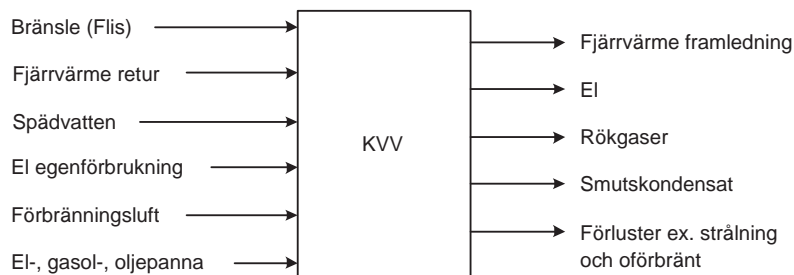 Bränsle (Flis)
Fjärrvärme retur
Spädvatten
El egenförbrukning
Förbränningsluft
El-, gasol-, oljepanna
KVV
Fjärrvärme framledning
El
Rökgaser
Smutskondensat
Förluster ex. strålning
och oförbränt